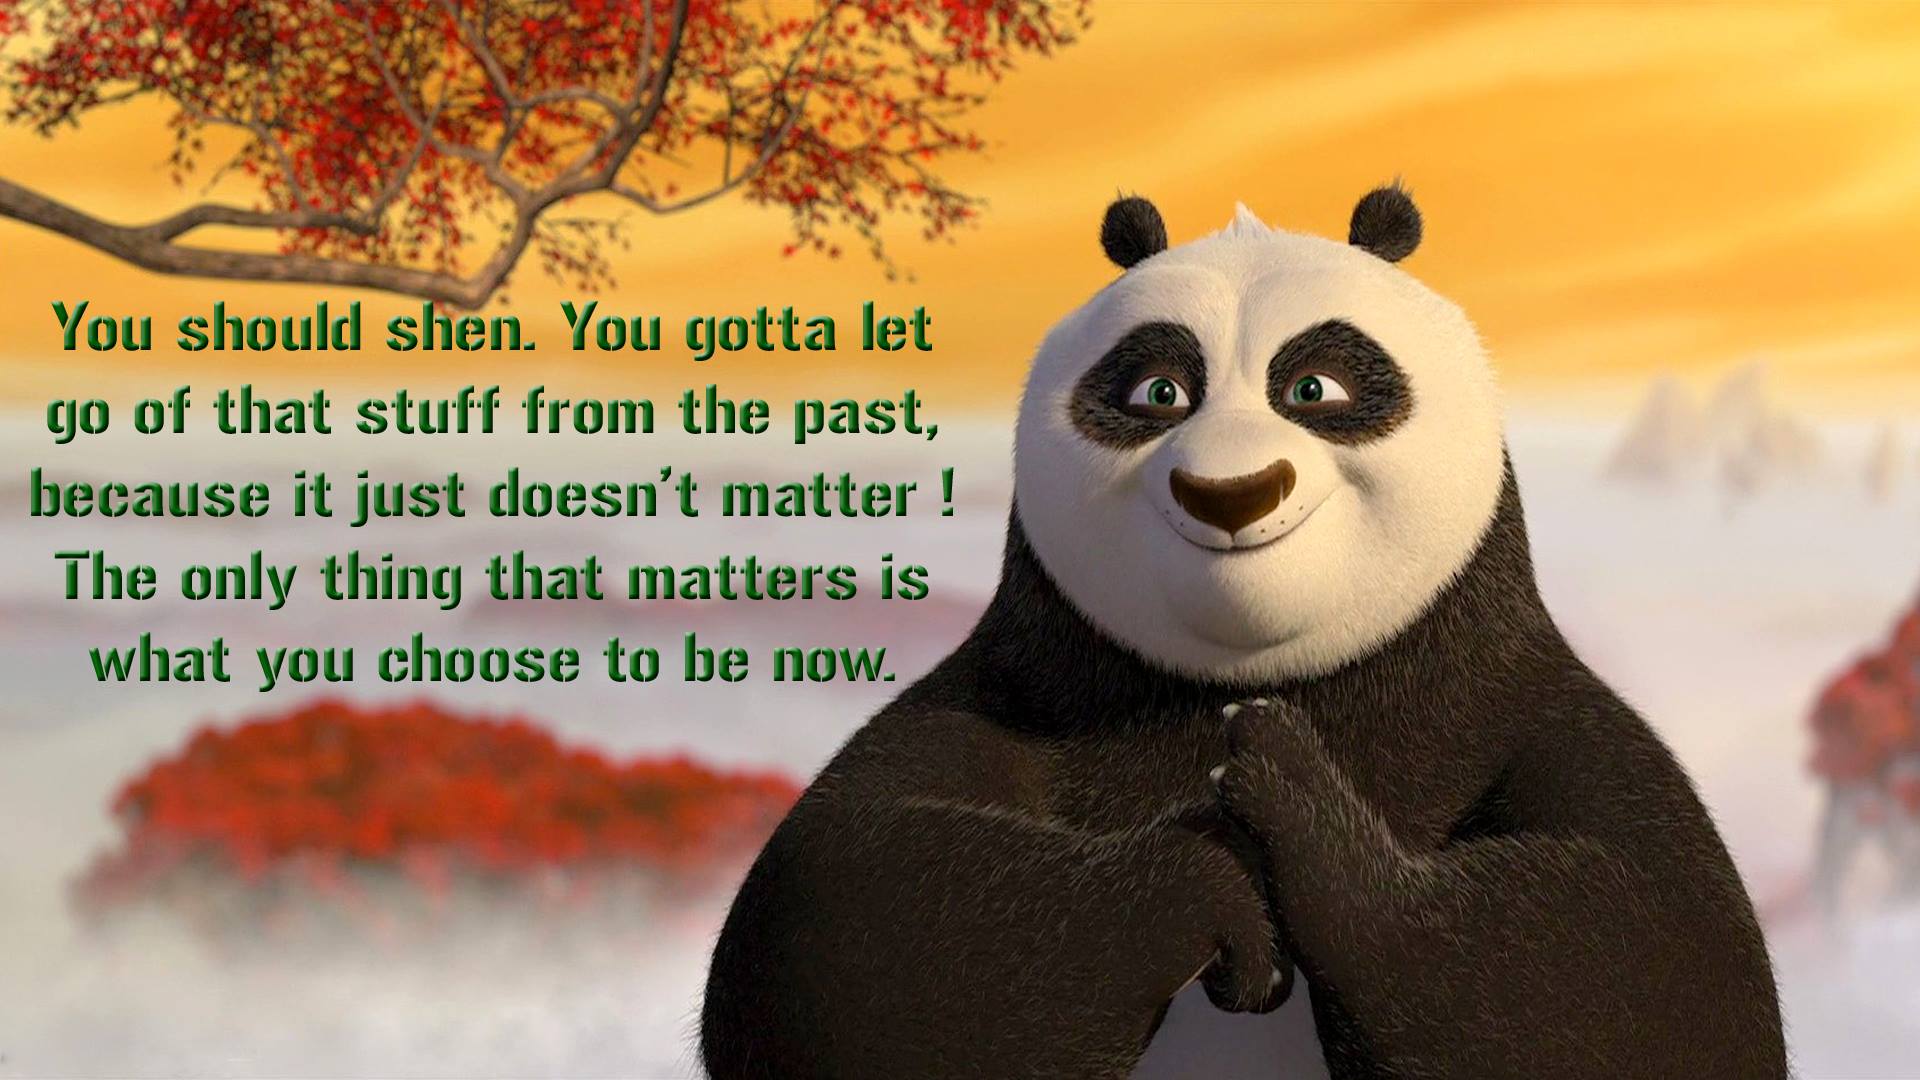 You should shen. You gotta let
go of that stuff from the past,
because it just doesn't matter !
The only thing that matters is
what you choose to be now.